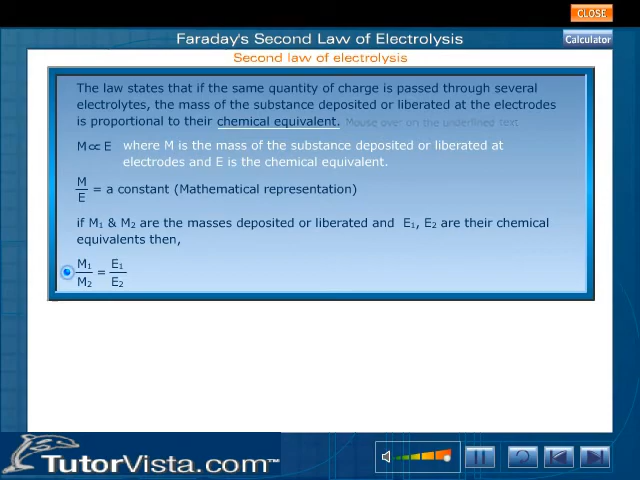 CLOSE
Faraday's Second Law of Electrolysis
Calculator
Second law of electrolysis
The law states that if the same quantity of charge is passed through several
electrolytes, the mass of the substance deposited or liberated at the electrodes
is proportional to their chemical equivalent. Mouse over on the underlined text
M∝E where M is the mass of the substance deposited or liberated at
electrodes and E is the chemical equivalent.
M/E = a constant (Mathematical representation)
if M₁ & M₂ are the masses deposited or liberated and E₁, E₂ are their chemical
equivalents then,
M₁/M₂ = E₁/E₂
TutorVista.com™